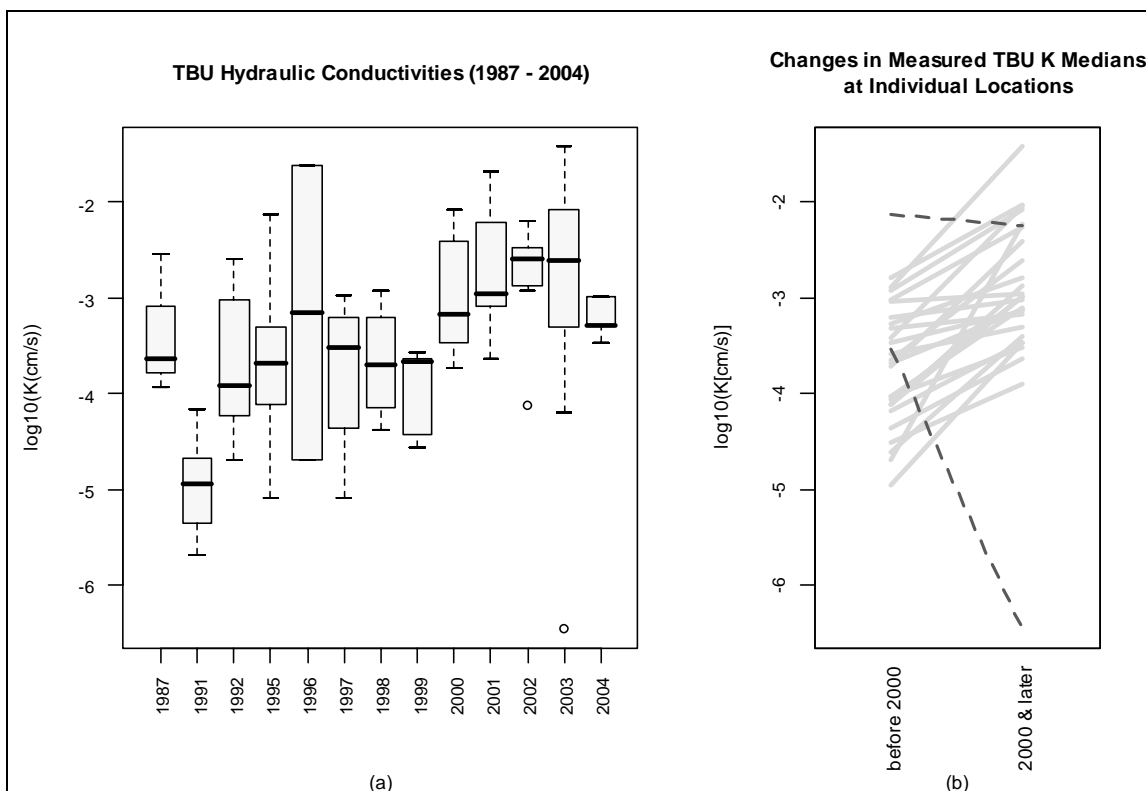 TBU Hydraulic Conductivities (1987 - 2004)
log10(K(cm/s))
-2
-3
-4
-5
-6
1987
1991
1992
1995
1996
1997
1998
1999
2000
2001
2002
2003
2004
(a)
Changes in Measured TBU K Medians
at Individual Locations
log10(K[cm/s)]
-2
-3
-4
-5
-6
before 2000
2000 & later
(b)